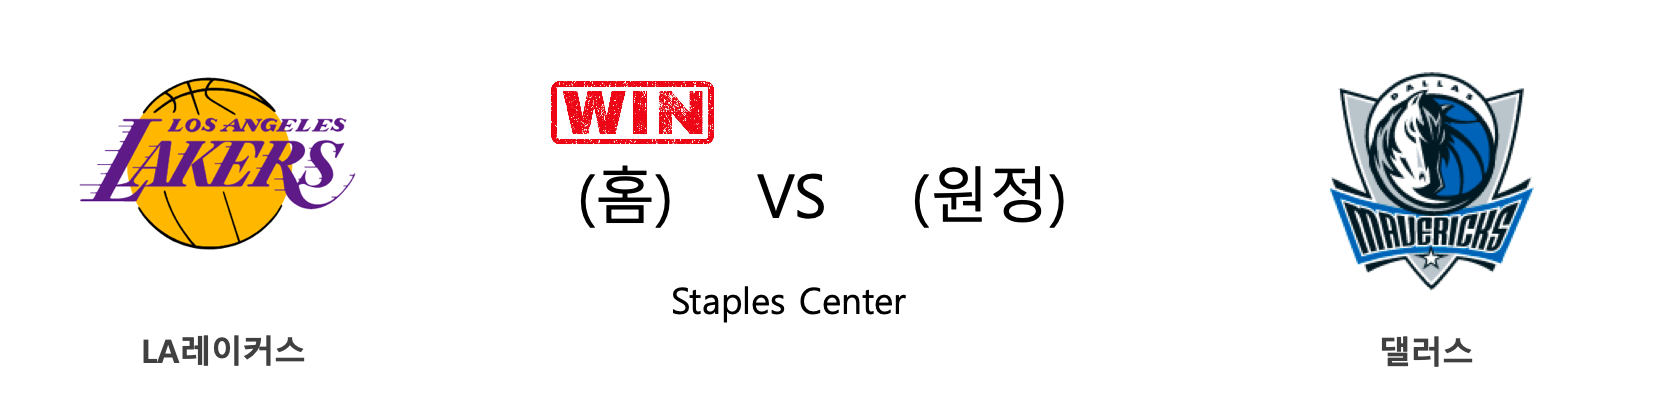 LOS ANGELES
LAKERS
LA레이커스
WIN
(홈) VS (원정)
Staples Center
DALLAS
MAVERICKS
댈러스